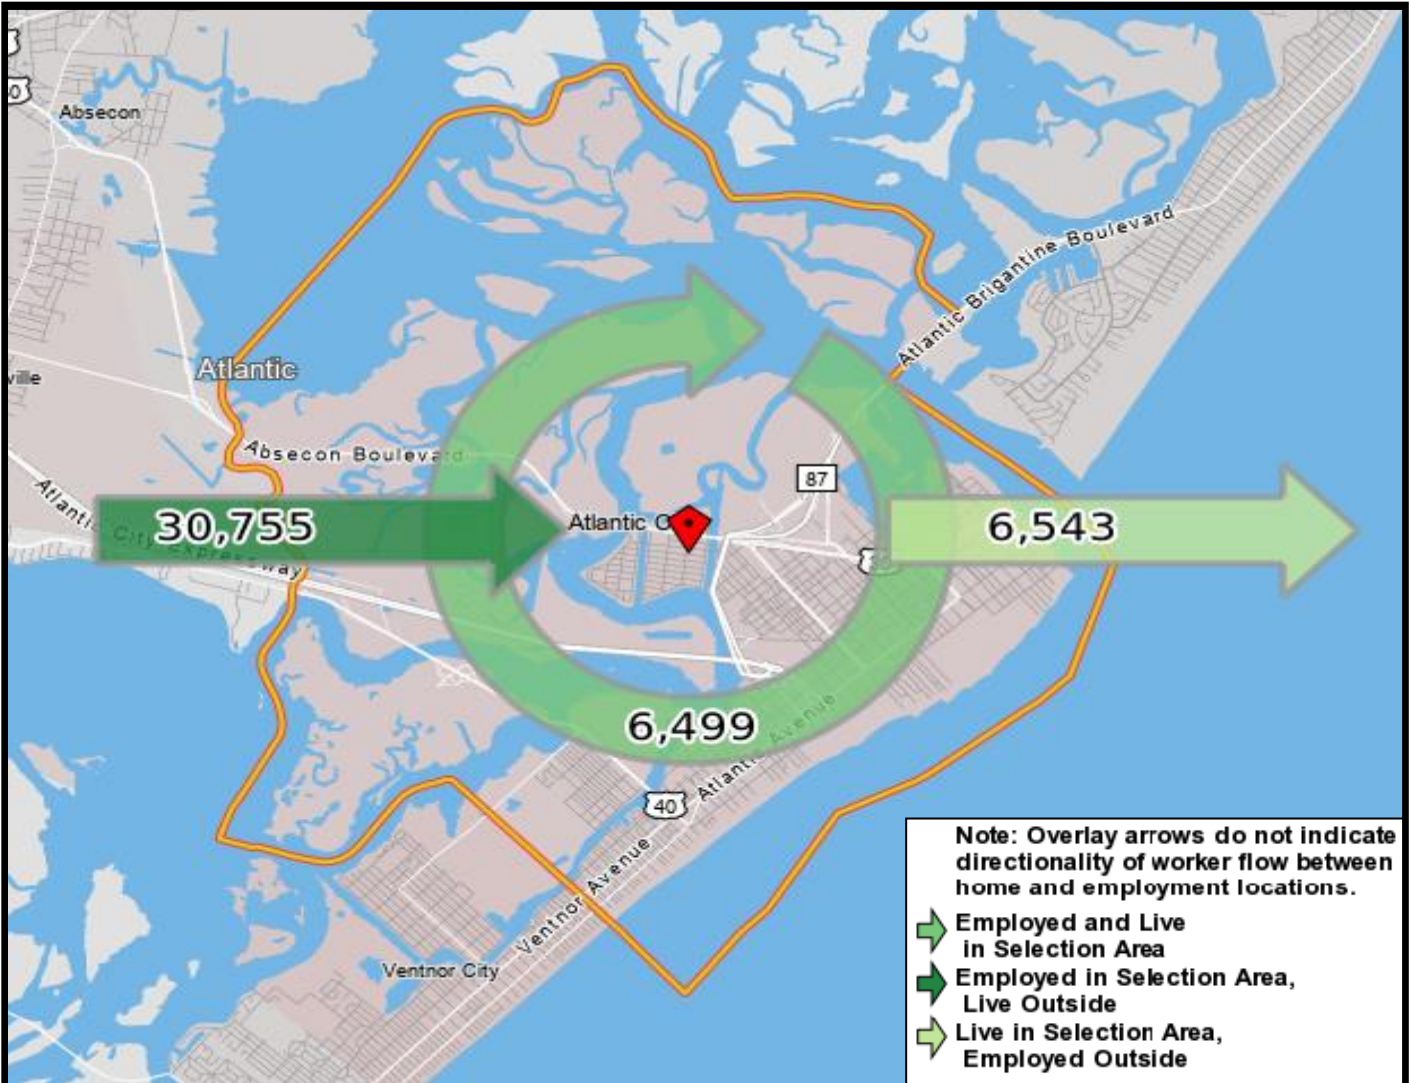 Absecon
Atlantic Brigantine Boulevard
Atlantic
ville
Absecon Boulevard
87
Atlantic City Expressway
30,755
Atlantic
6,543
6,499
Atlantic Avenue
40
Ventnor Avenue
Ventnor City
Note: Overlay arrows do not indicate
directionality of worker flow between
home and employment locations.
Employed and Live
in Selection Area
Employed in Selection Area,
Live Outside
Live in Selection Area,
Employed Outside